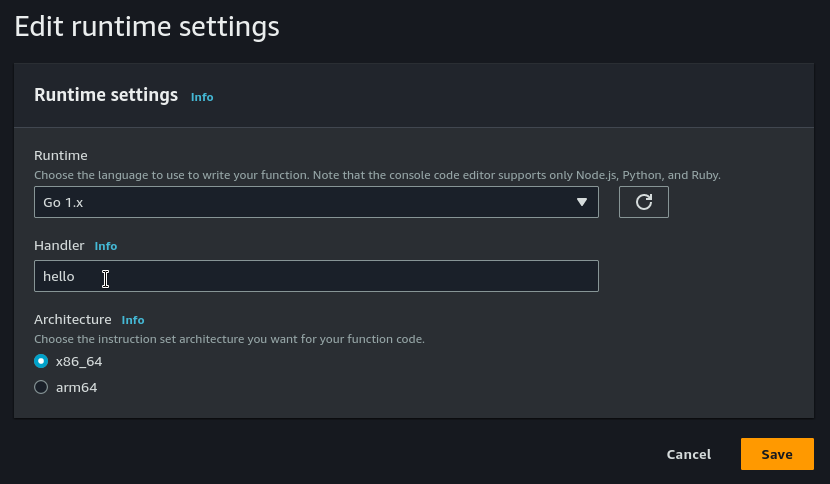 Edit runtime settings
Runtime settings Info
Runtime
Choose the language to use to write your function. Note that the console code editor supports only Node.js, Python, and Ruby.
Go 1.x
Handler Info
hello
Architecture Info
Choose the instruction set architecture you want for your function code.
x86_64
arm64
Cancel Save